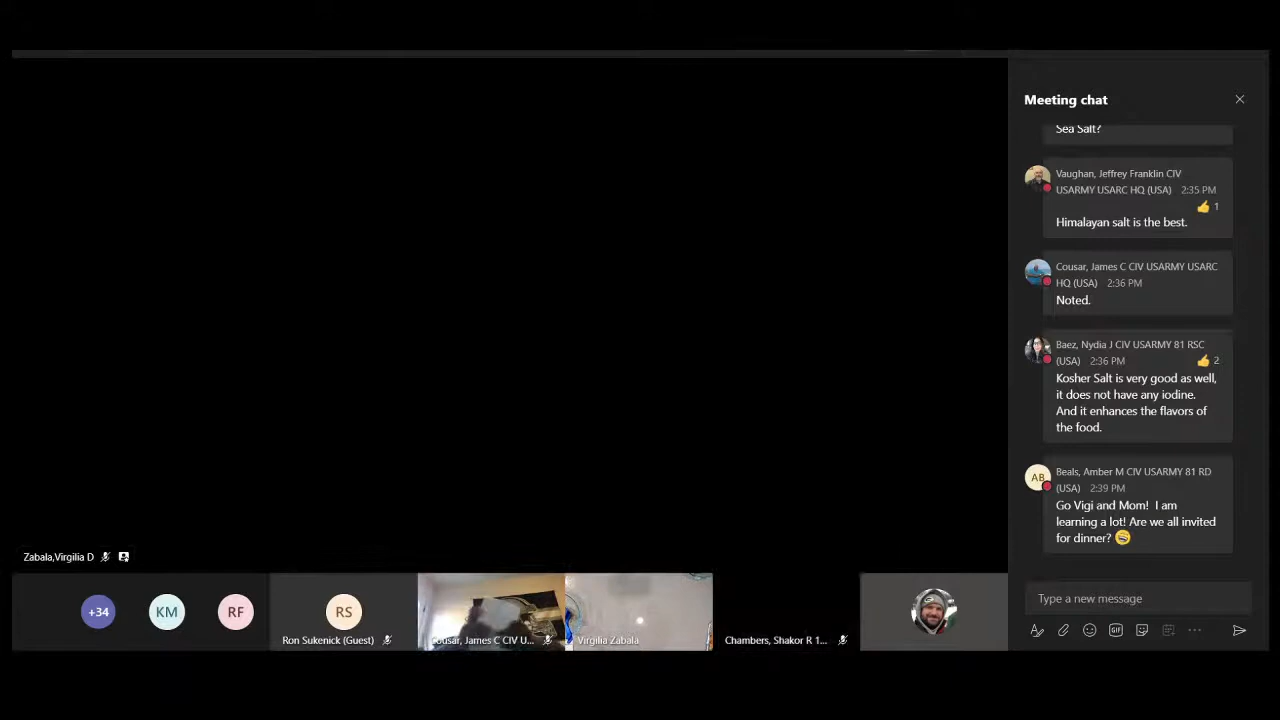 Meeting chat
Sea Salt?
Vaughan, Jeffrey Franklin CIV
USARMY USARC HQ (USA) 2:35 PM
👍 1
Himalayan salt is the best.
Cousar, James C CIV USARMY USARC
HQ (USA) 2:36 PM
Noted.
Baez, Nydia J CIV USARMY 81 RSC
(USA) 2:36 PM 👍 2
Kosher Salt is very good as well,
it does not have any iodine.
And it enhances the flavors of
the food.
AB
Beals, Amber M CIV USARMY 81 RD
(USA) 2:39 PM
Go Vigi and Mom! I am
learning a lot! Are we all invited
for dinner? 😄
Type a new message
GIF
Zabala,Virgilia D
+34
KM
RF
RS
Ron Sukenick (Guest)
Cousar, James C CIV U...
Virgilia Zabala
Chambers, Shakor R 1...